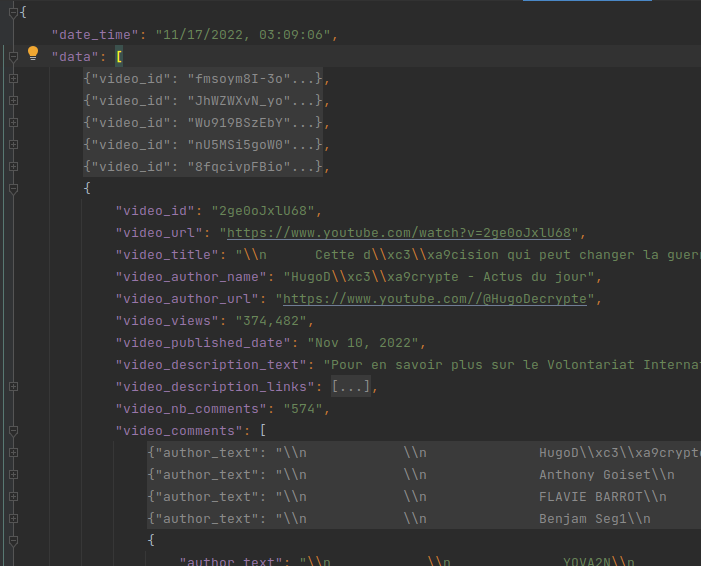 {
"date_time": "11/17/2022, 03:09:06",
"data": [
{"video_id": "fmsoym8I-3o"...},
{"video_id": "JhWZWXvN_yo"...},
{"video_id": "Wu919BSzEbY"...},
{"video_id": "nU5MSi5goW0"...},
{"video_id": "8fqcivpFBio"...},
{
"video_id": "2ge0oJxlU68",
"video_url": "https://www.youtube.com/watch?v=2ge0oJxlU68",
"video_title": "\\n      Cette d\\xc3\\xa9cision qui peut changer la guerr
"video_author_name": "HugoD\\xc3\\xa9crypte - Actus du jour",
"video_author_url": "https://www.youtube.com//@HugoDecrypte",
"video_views": "374,482",
"video_published_date": "Nov 10, 2022",
"video_description_text": "Pour en savoir plus sur le Volontariat Internat
"video_description_links": [...],
"video_nb_comments": "574",
"video_comments": [
{"author_text": "\\n            \\n              HugoD\\xc3\\xa9crypte
{"author_text": "\\n            \\n              Anthony Goiset\\n
{"author_text": "\\n            \\n              FLAVIE BARROT\\n
{"author_text": "\\n            \\n              Benjam Seg1\\n
{
"author_text": "\\n            \\n              YOVA2N\\n